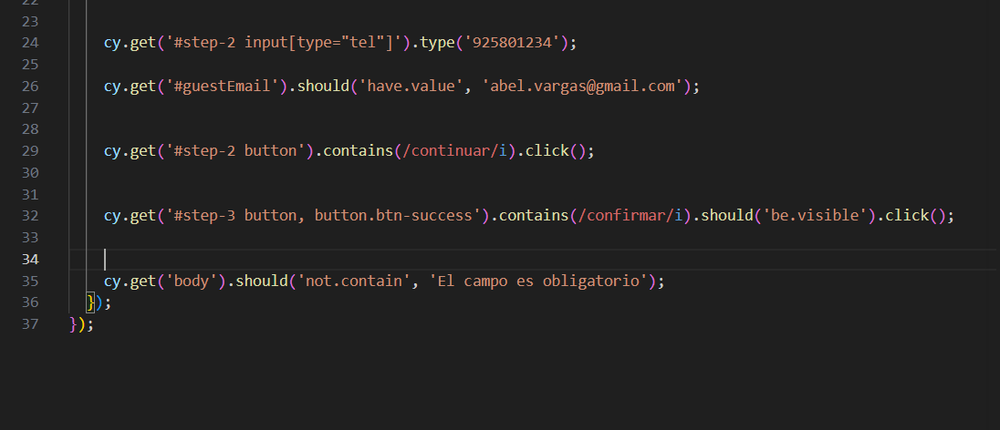 22
23
24 cy.get('#step-2 input[type="tel"]').type('925801234');
25
26 cy.get('#guestEmail').should('have.value', 'abel.vargas@gmail.com');
27
28
29 cy.get('#step-2 button').contains(/continuar/i).click();
30
31
32 cy.get('#step-3 button, button.btn-success').contains(/confirmar/i).should('be.visible').click();
33
34
35 cy.get('body').should('not.contain', 'El campo es obligatorio');
36 });
37 });